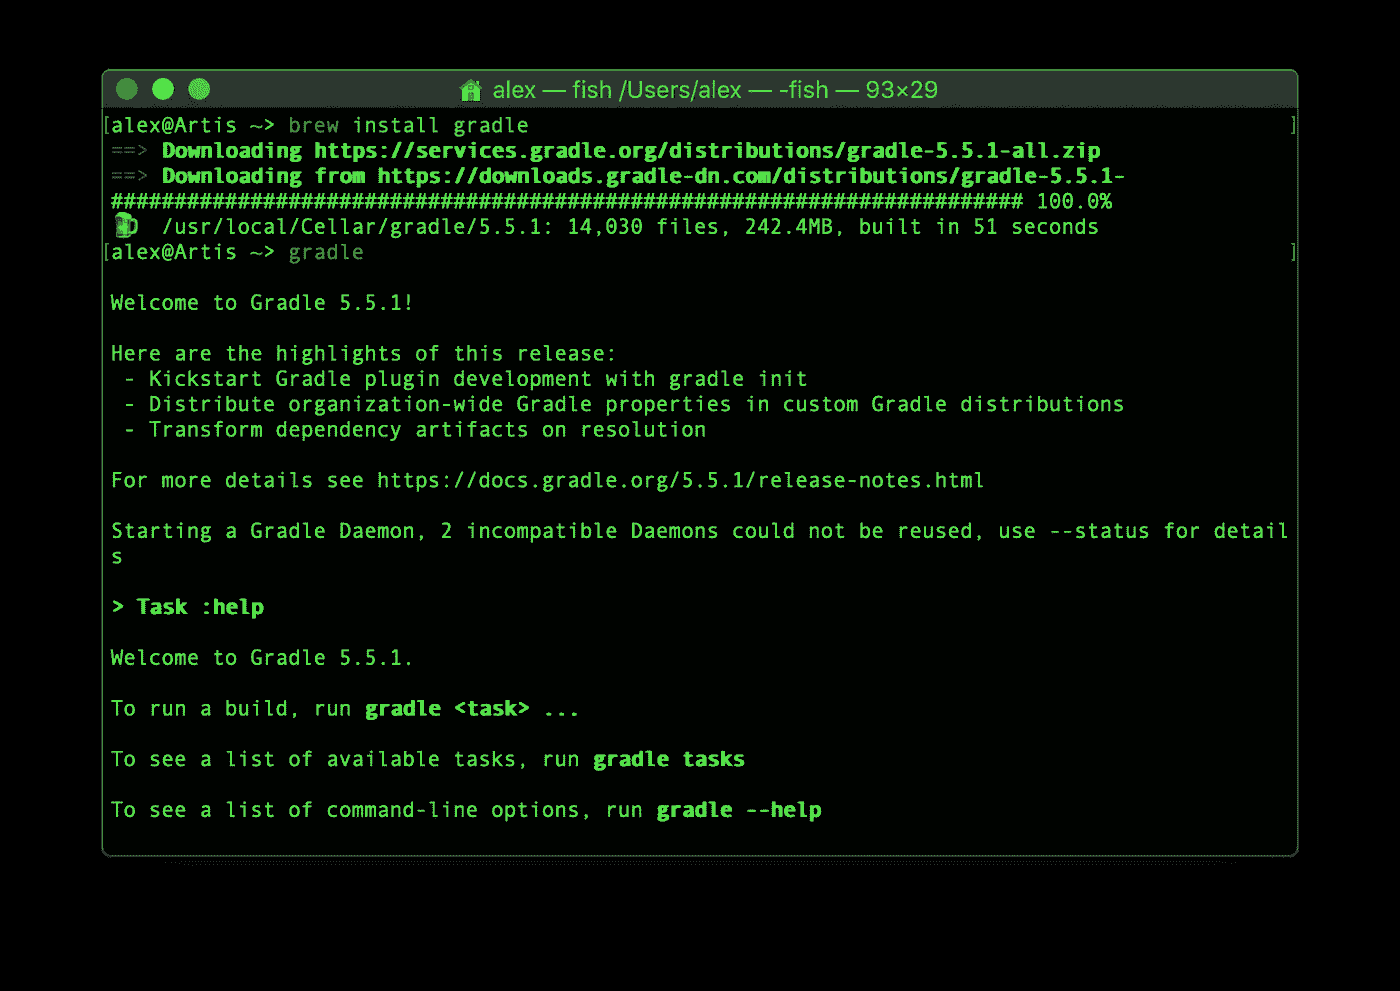 alex — fish /Users/alex — -fish — 93×29
[alex@Artis ~> brew install gradle ]
==> Downloading https://services.gradle.org/distributions/gradle-5.5.1-all.zip
==> Downloading from https://downloads.gradle-dn.com/distributions/gradle-5.5.1-
######################################################################## 100.0%
/usr/local/Cellar/gradle/5.5.1: 14,030 files, 242.4MB, built in 51 seconds
[alex@Artis ~> gradle ]
Welcome to Gradle 5.5.1!
Here are the highlights of this release:
- Kickstart Gradle plugin development with gradle init
- Distribute organization-wide Gradle properties in custom Gradle distributions
- Transform dependency artifacts on resolution
For more details see https://docs.gradle.org/5.5.1/release-notes.html
Starting a Gradle Daemon, 2 incompatible Daemons could not be reused, use --status for detail
s
> Task :help
Welcome to Gradle 5.5.1.
To run a build, run gradle <task> ...
To see a list of available tasks, run gradle tasks
To see a list of command-line options, run gradle --help